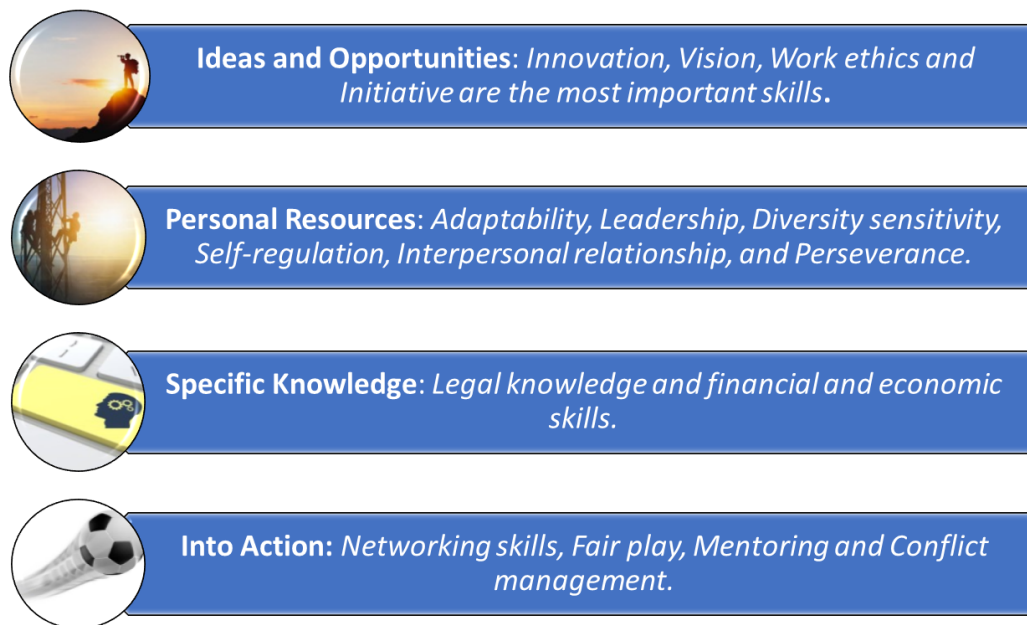 Ideas and Opportunities: Innovation, Vision, Work ethics and
Initiative are the most important skills.
Personal Resources: Adaptability, Leadership, Diversity sensitivity,
Self-regulation, Interpersonal relationship, and Perseverance.
Specific Knowledge: Legal knowledge and financial and economic
skills.
Into Action: Networking skills, Fair play, Mentoring and Conflict
management.